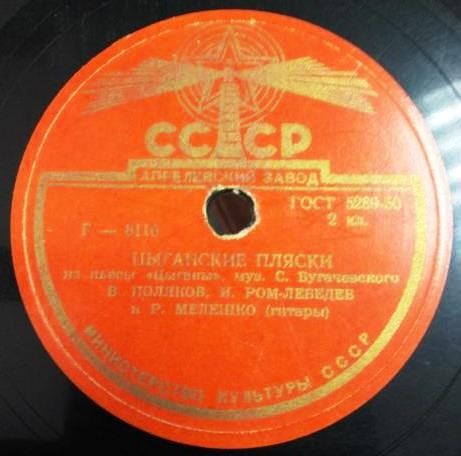 СССР
АПРЕЛЕВСКИЙ ЗАВОД
ГОСТ 5289-50
2 кл.
Г — 8116
ЦЫГАНСКИЕ ПЛЯСКИ
из пьесы «Цыганы», муз. С. Бугачевского
В. ПОЛЯКОВ, И. РОМ-ЛЕБЕДЕВ
и Р. МЕЛЕШКО (гитары)
МИНИСТЕРСТВО КУЛЬТУРЫ СССР